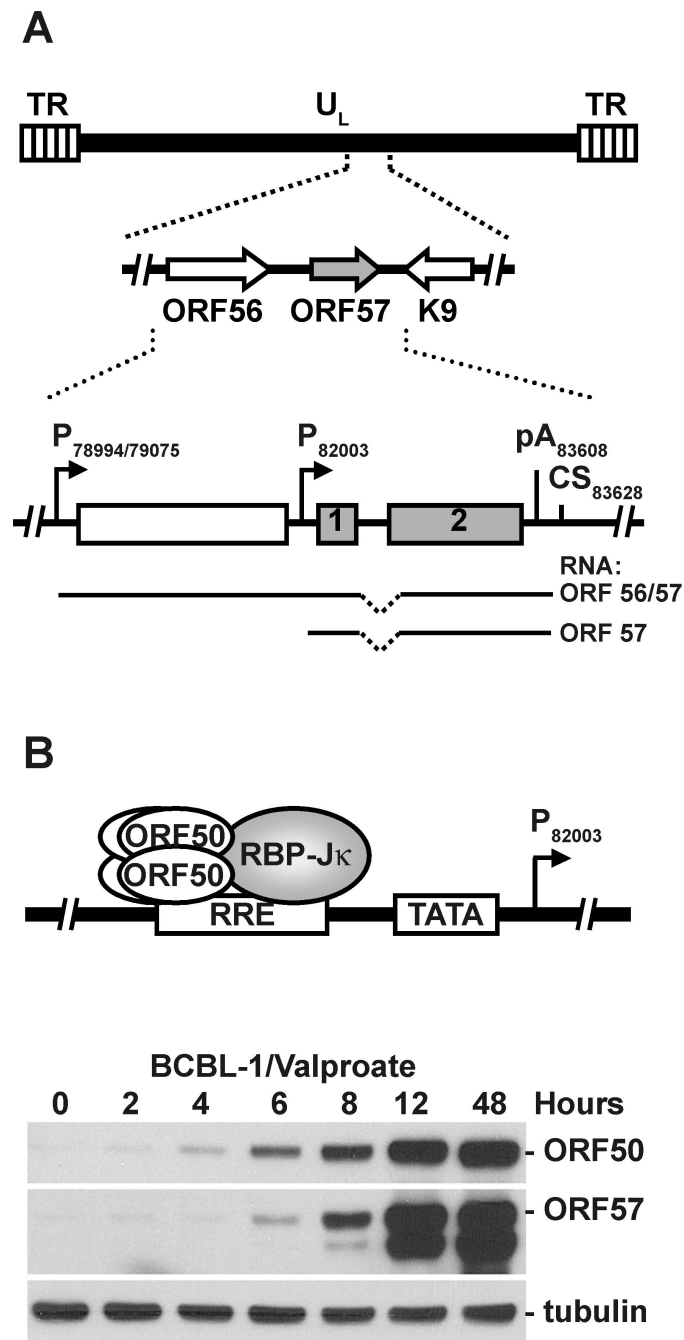 A
TR U_L TR
ORF56 ORF57 K9
P78994/79075 P82003 pA83608
CS83628
1 2
RNA:
ORF 56/57
ORF 57
B
P82003
ORF50
RBP-Jκ
ORF50
RRE TATA
BCBL-1/Valproate
0 2 4 6 8 12 48 Hours
- ORF50
- ORF57
- tubulin